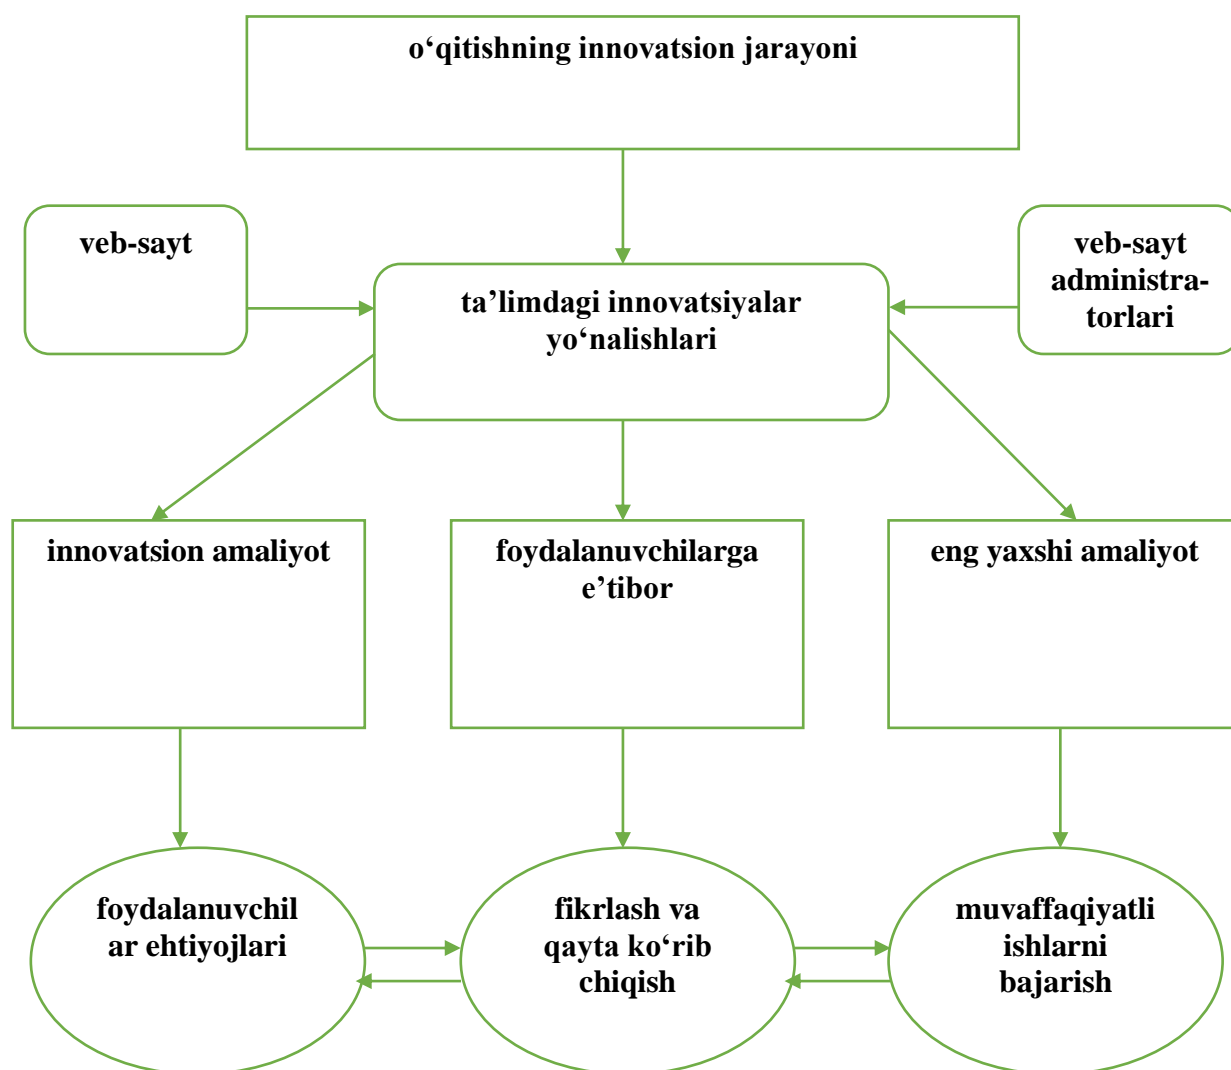 o‘qitishning innovatsion jarayoni
veb-sayt
ta’limdagi innovatsiyalar
yo‘nalishlari
veb-sayt
administra-
torlari
innovatsion amaliyot
foydalanuvchilarga
e’tibor
eng yaxshi amaliyot
foydalanuvchil
ar ehtiyojlari
fikrlash va
qayta ko‘rib
chiqish
muvaffaqiyatli
ishlarni
bajarish